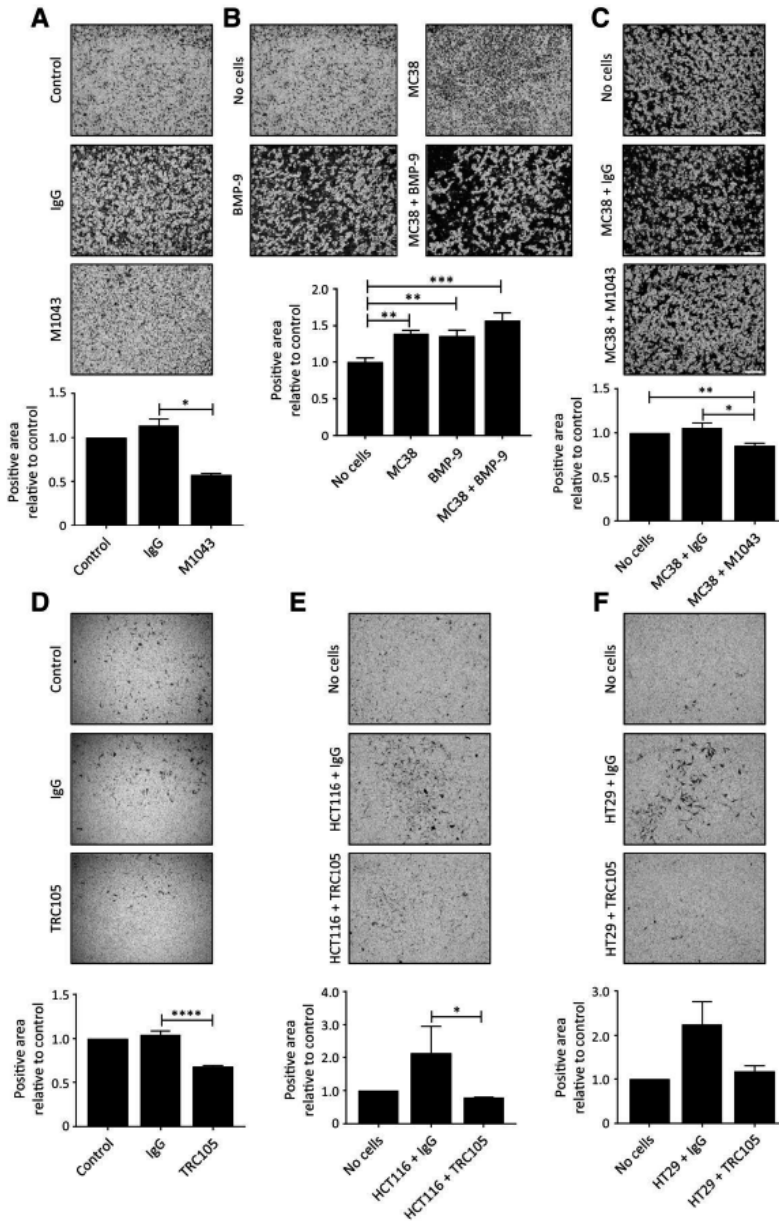 A
Control
IgG
M1043
Positive area
relative to control
1.5
1.0
0.5
0
*
Control
IgG
M1043
B
No cells
MC38
BMP-9
MC38 + BMP-9
Positive area
relative to control
2.0
1.5
1.0
0.5
0.0
***
**
**
No cells
MC38
BMP-9
MC38 + BMP-9
C
No cells
MC38 + IgG
MC38 + M1043
Positive area
relative to control
1.5
1.0
0.5
0
**
*
No cells
MC38 + IgG
MC38 + M1043
D
Control
IgG
TRC105
Positive area
relative to control
1.5
1.0
0.5
0
****
Control
IgG
TRC105
E
No cells
HCT116 + IgG
HCT116 + TRC105
Positive area
relative to control
4.0
3.0
2.0
1.0
0
*
No cells
HCT116 + IgG
HCT116 + TRC105
F
No cells
HT29 + IgG
HT29 + TRC105
Positive area
relative to control
3.0
2.0
1.0
0
No cells
HT29 + IgG
HT29 + TRC105